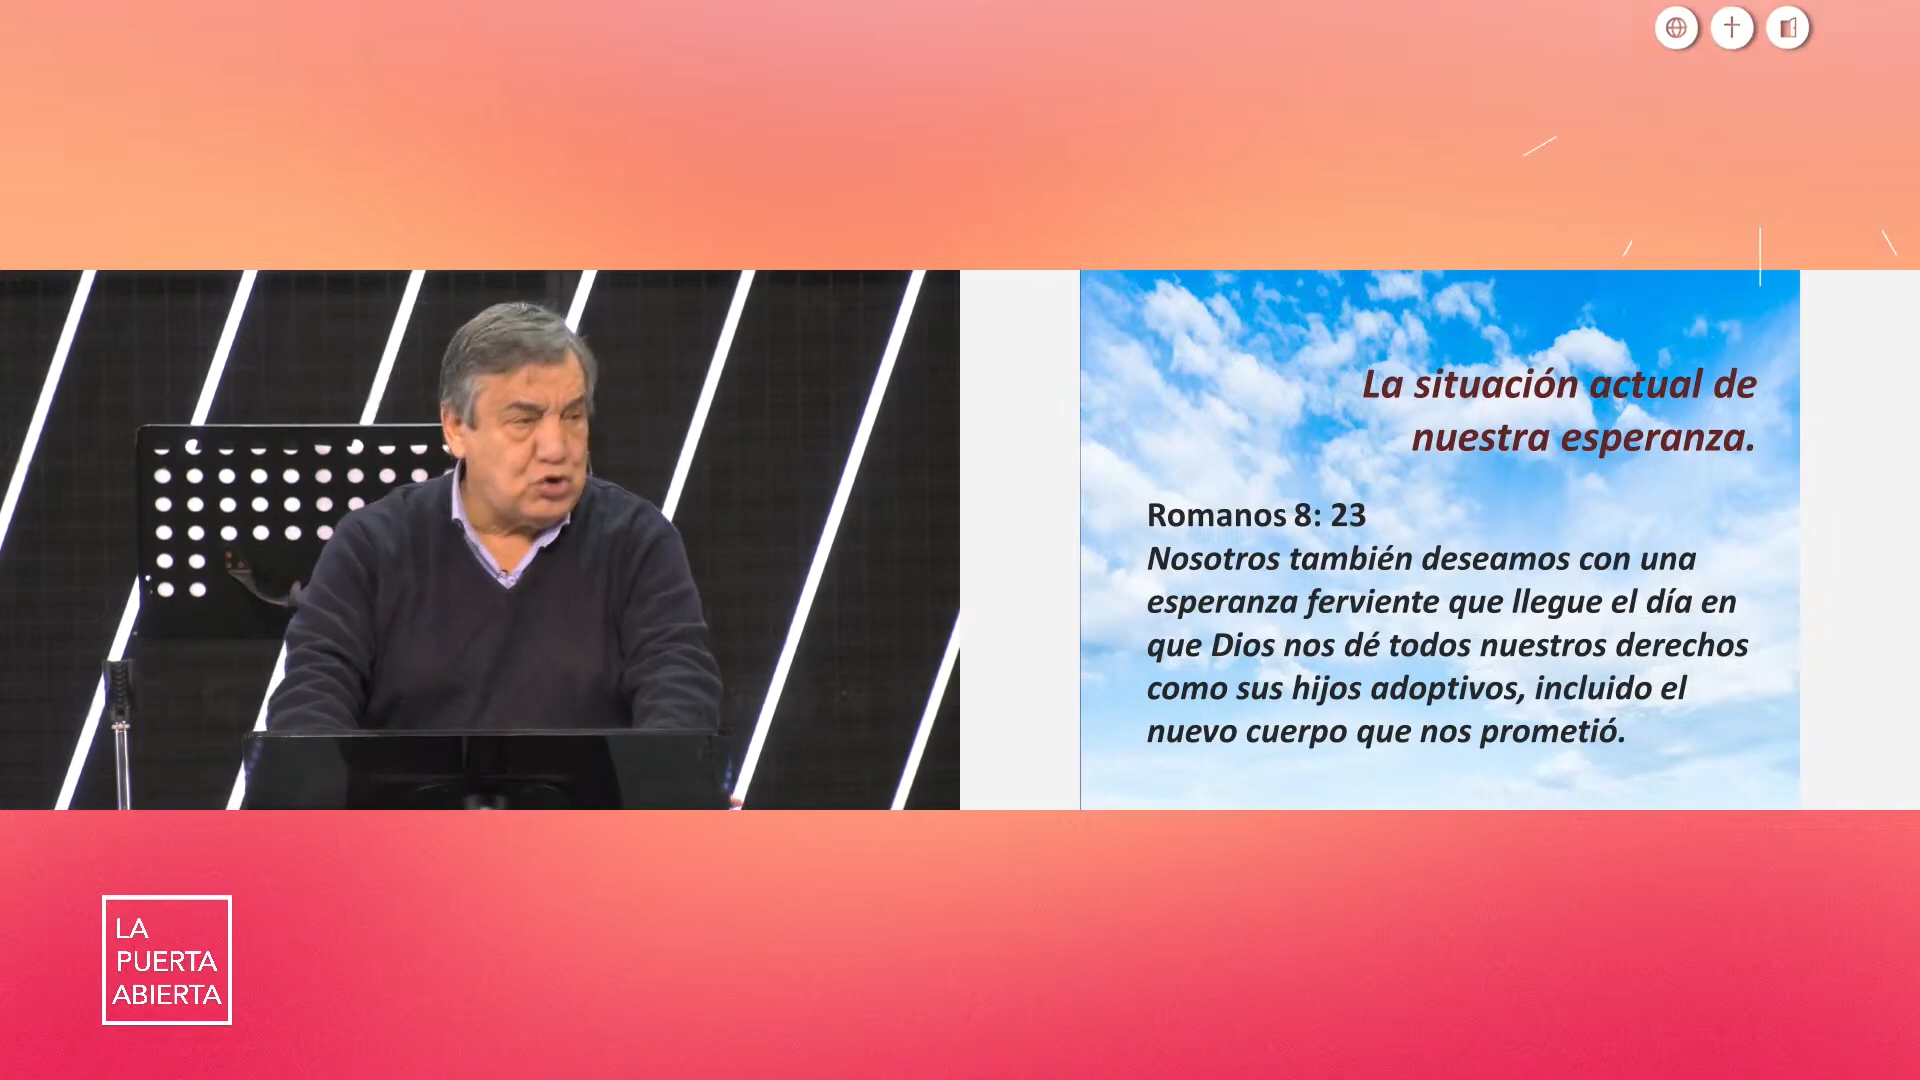 La situación actual de
nuestra esperanza.
Romanos 8: 23
Nosotros también deseamos con una
esperanza ferviente que llegue el día en
que Dios nos dé todos nuestros derechos
como sus hijos adoptivos, incluido el
nuevo cuerpo que nos prometió.
LA
PUERTA
ABIERTA